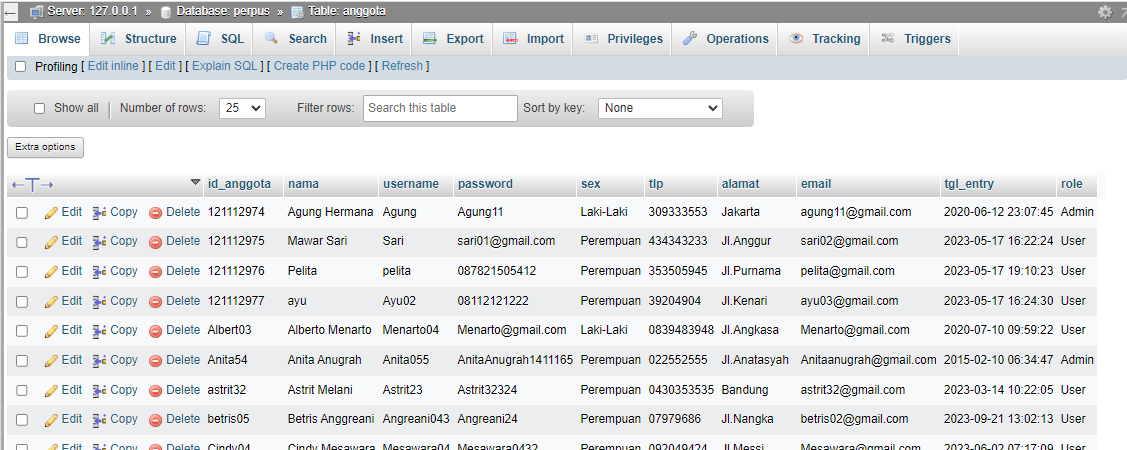 Server: 127.0.0.1 » Database: perpus » Table: anggota
Browse Structure SQL Search Insert Export Import Privileges Operations Tracking Triggers
Profiling [ Edit inline ] [ Edit ] [ Explain SQL ] [ Create PHP code ] [ Refresh ]
Show all Number of rows: 25 Filter rows: Search this table Sort by key: None
Extra options
id_anggota nama username password sex tlp alamat email tgl_entry role
Edit Copy Delete 121112974 Agung Hermana Agung Agung11 Laki-Laki 309333553 Jakarta agung11@gmail.com 2020-06-12 23:07:45 Admin
Edit Copy Delete 121112975 Mawar Sari Sari sari01@gmail.com Perempuan 434343233 Jl.Anggur sari02@gmail.com 2023-05-17 16:22:24 User
Edit Copy Delete 121112976 Pelita pelita 087821505412 Perempuan 353505945 Jl.Purnama pelita@gmail.com 2023-05-17 19:10:23 User
Edit Copy Delete 121112977 ayu Ayu02 08112121222 Perempuan 39204904 Jl.Kenari ayu03@gmail.com 2023-05-17 16:24:30 User
Edit Copy Delete Albert03 Alberto Menarto Menarto04 Menarto@gmail.com Laki-Laki 0839483948 Jl.Angkasa Menarto@gmail.com 2020-07-10 09:59:22 User
Edit Copy Delete Anita54 Anita Anugrah Anita055 AnitaAnugrah1411165 Perempuan 022552555 Jl.Anatasyah Anitaanugrah@gmail.com 2015-02-10 06:34:47 Admin
Edit Copy Delete astrit32 Astrit Melani Astrit23 Astrit32324 Perempuan 0430353535 Bandung astrit32@gmail.com 2023-03-14 10:22:05 User
Edit Copy Delete betris05 Betris Anggreani Angreani043 Angreani24 Perempuan 07979686 Jl.Nangka betris02@gmail.com 2023-09-21 13:02:13 User
Edit Copy Delete Cindy04 Cindy Mesawara Mesawara04 Mesawara0432 Perempuan 092049424 Jl.Messi Mesawara@gmail.com 2023-06-02 07:17:09 User